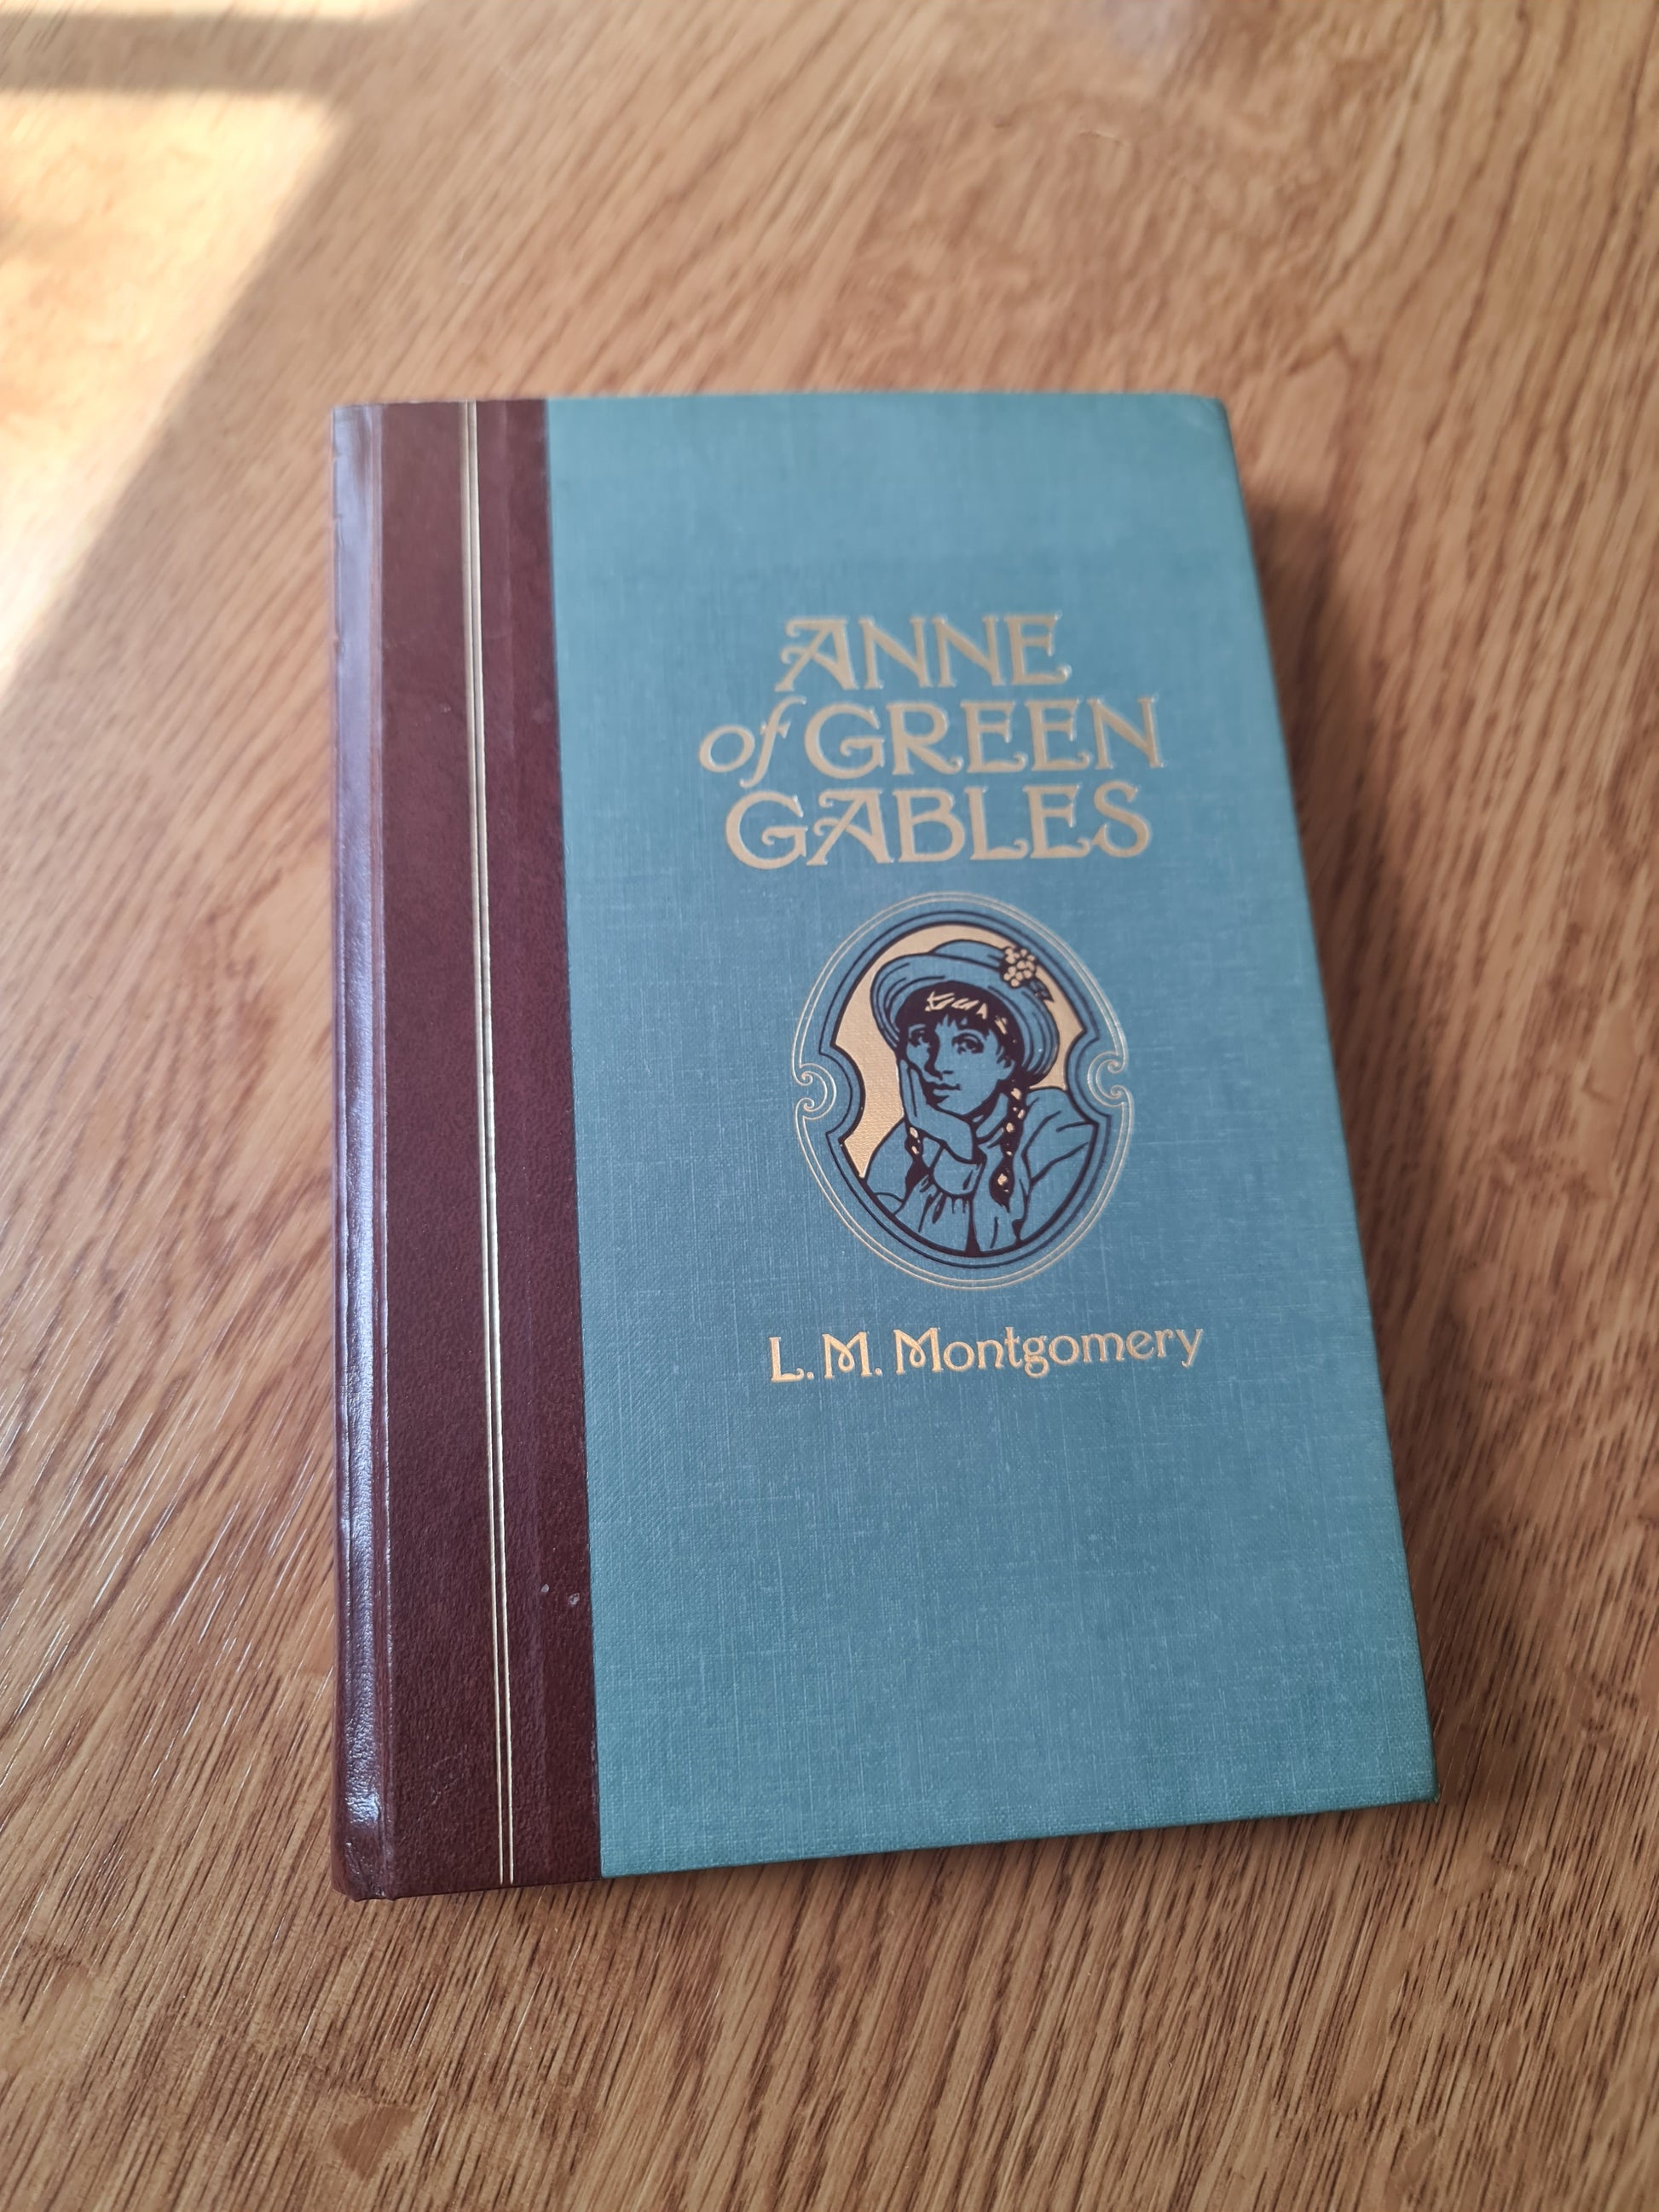 ANNE
of GREEN
GABLES
L. M. Montgomery